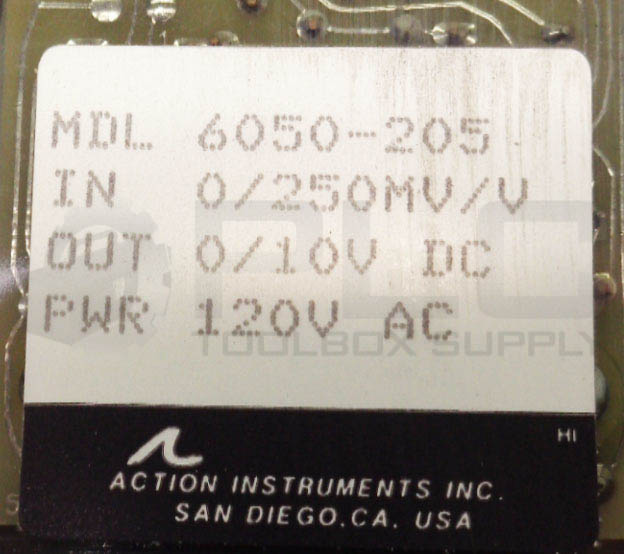 MDL 6050-205
IN 0/250MV/V
OUT 0/10V DC
PWR 120V AC
PLC
TOOLBOX SUPPLY
HI
ACTION INSTRUMENTS INC.
SAN DIEGO.CA. USA